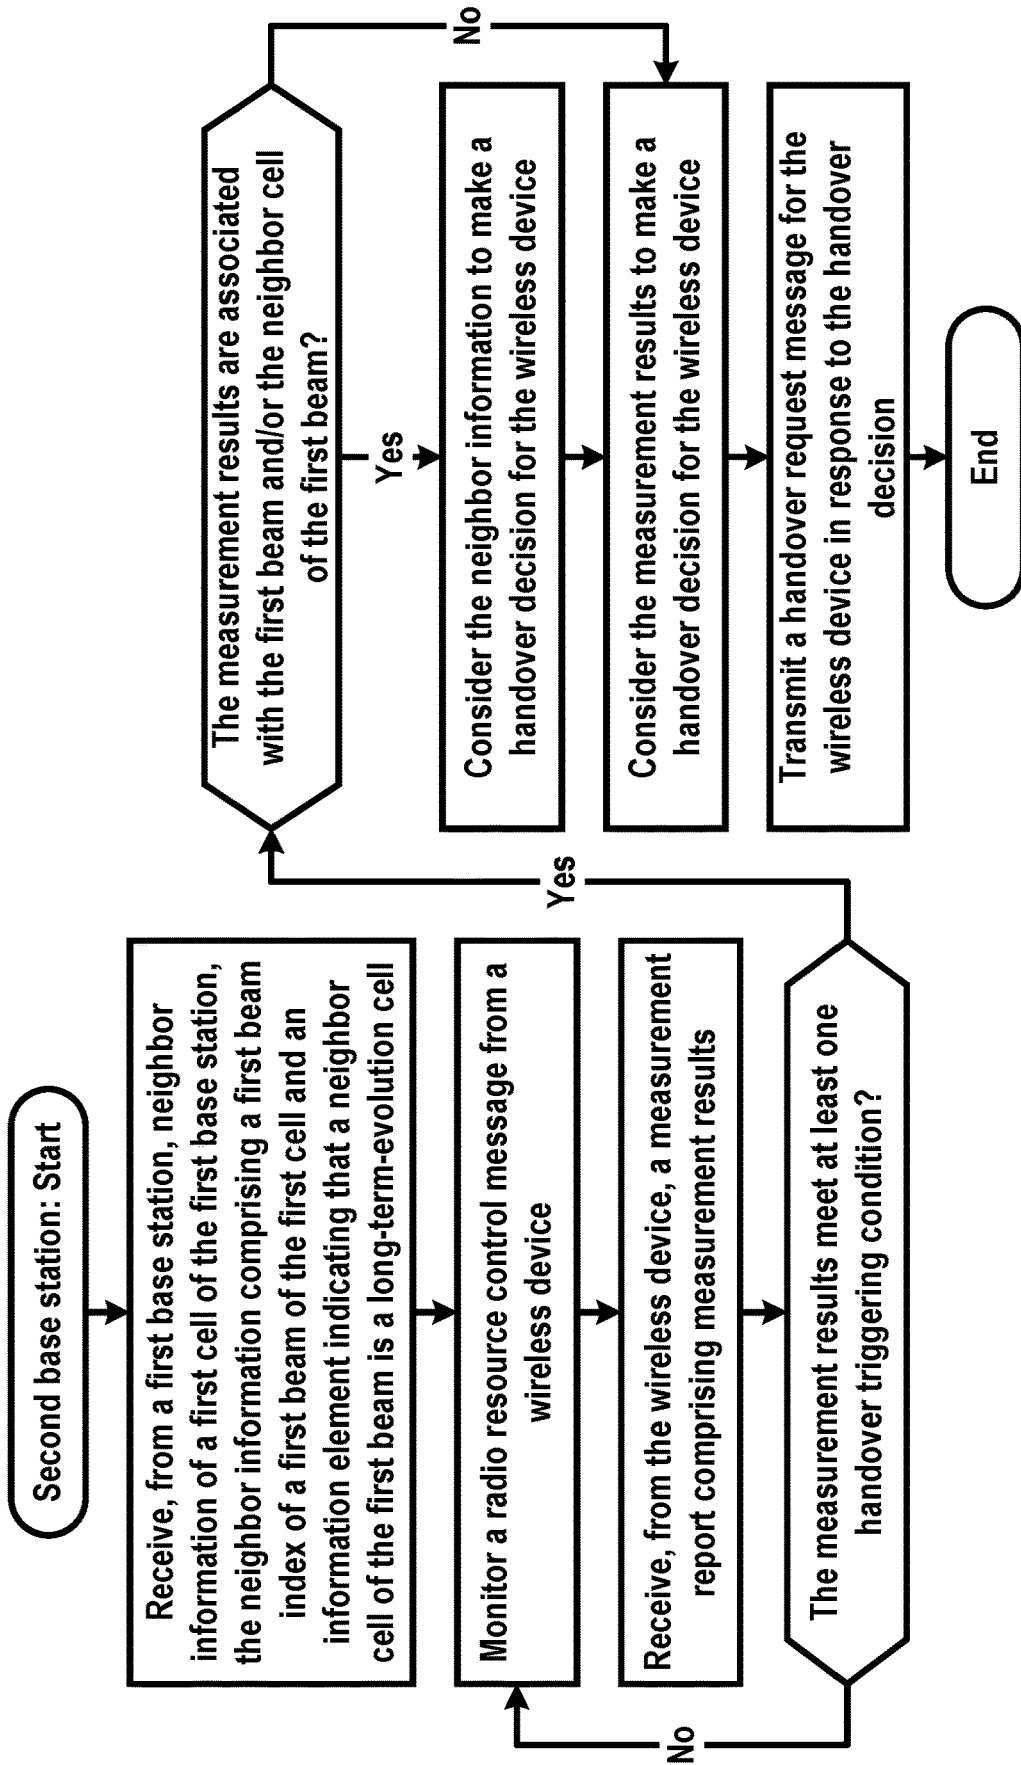 Second base station: Start
Receive, from a first base station, neighbor
information of a first cell of the first base station,
the neighbor information comprising a first beam
index of a first beam of the first cell and an
information element indicating that a neighbor
cell of the first beam is a long-term-evolution cell
Monitor a radio resource control message from a
wireless device
Receive, from the wireless device, a measurement
report comprising measurement results
The measurement results meet at least one
handover triggering condition?
No
Yes
The measurement results are associated
with the first beam and/or the neighbor cell
of the first beam?
No
Yes
Consider the neighbor information to make a
handover decision for the wireless device
Consider the measurement results to make a
handover decision for the wireless device
Transmit a handover request message for the
wireless device in response to the handover
decision
End